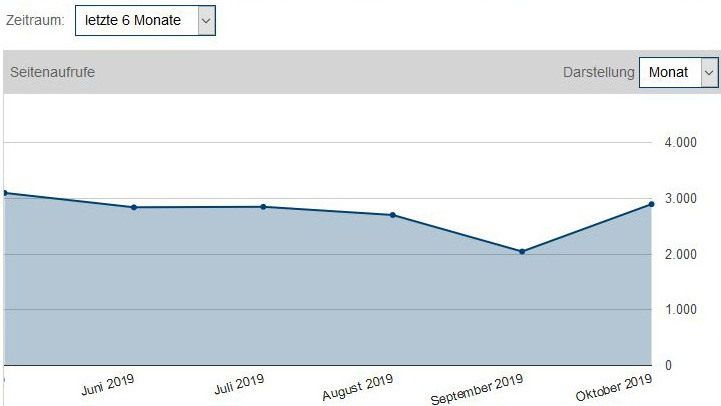 Zeitraum: letzte 6 Monate
Seitenaufrufe Darstellung Monat
4.000
3.000
2.000
1.000
0
Juni 2019 Juli 2019 August 2019 September 2019 Oktober 2019